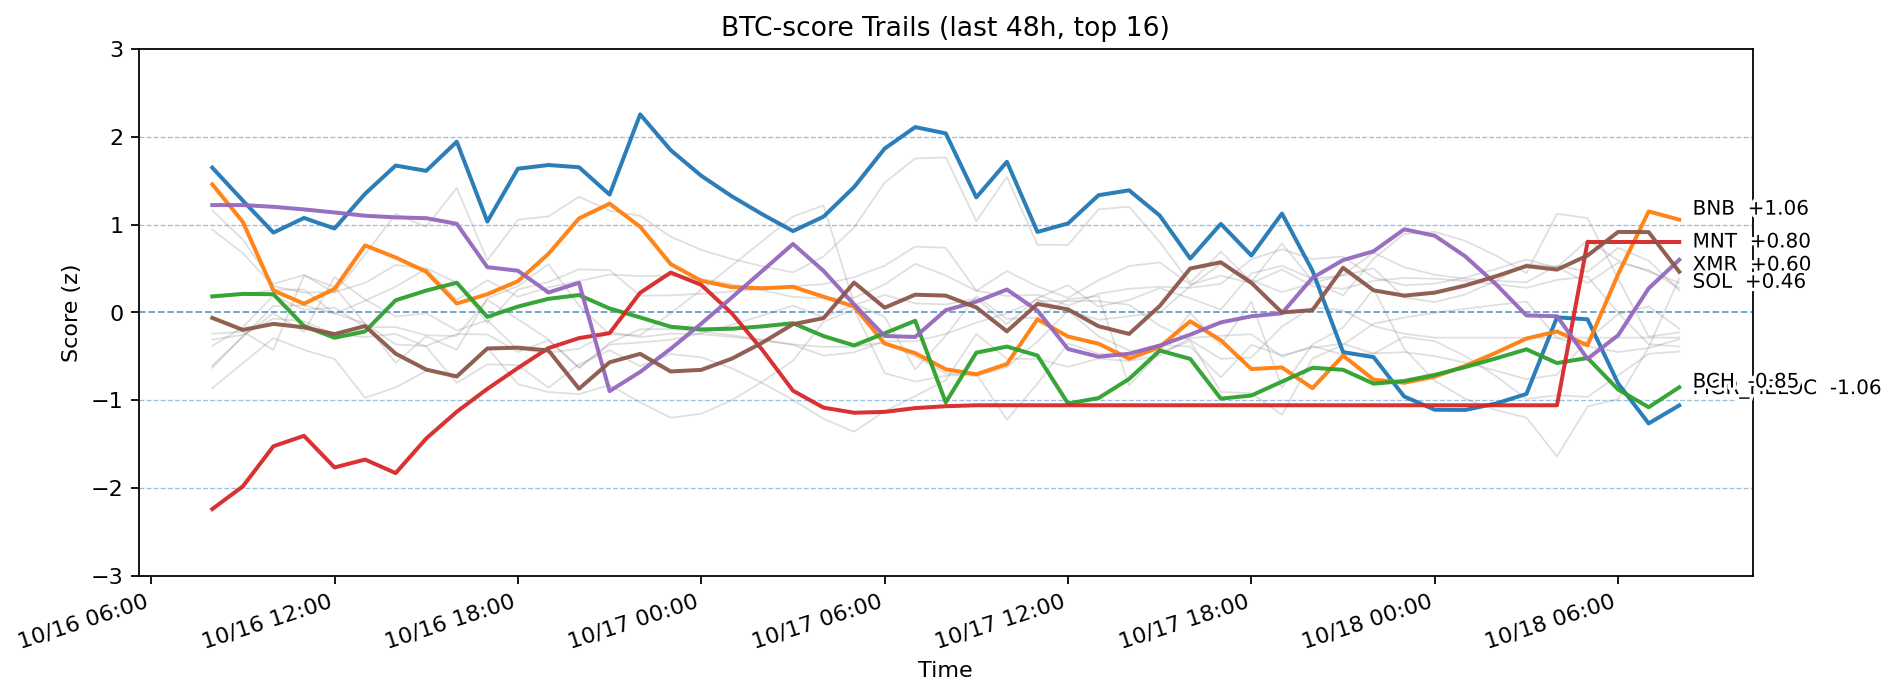 BTC-score Trails (last 48h, top 16)
Score (z)
3
2
1
0
−1
−2
−3
BNB +1.06
MNT +0.80
XMR +0.60
SOL +0.46
BCH -0.85
-1.06
10/16 06:00
10/16 12:00
10/16 18:00
10/17 00:00
10/17 06:00
10/17 12:00
10/17 18:00
10/18 00:00
10/18 06:00
Time